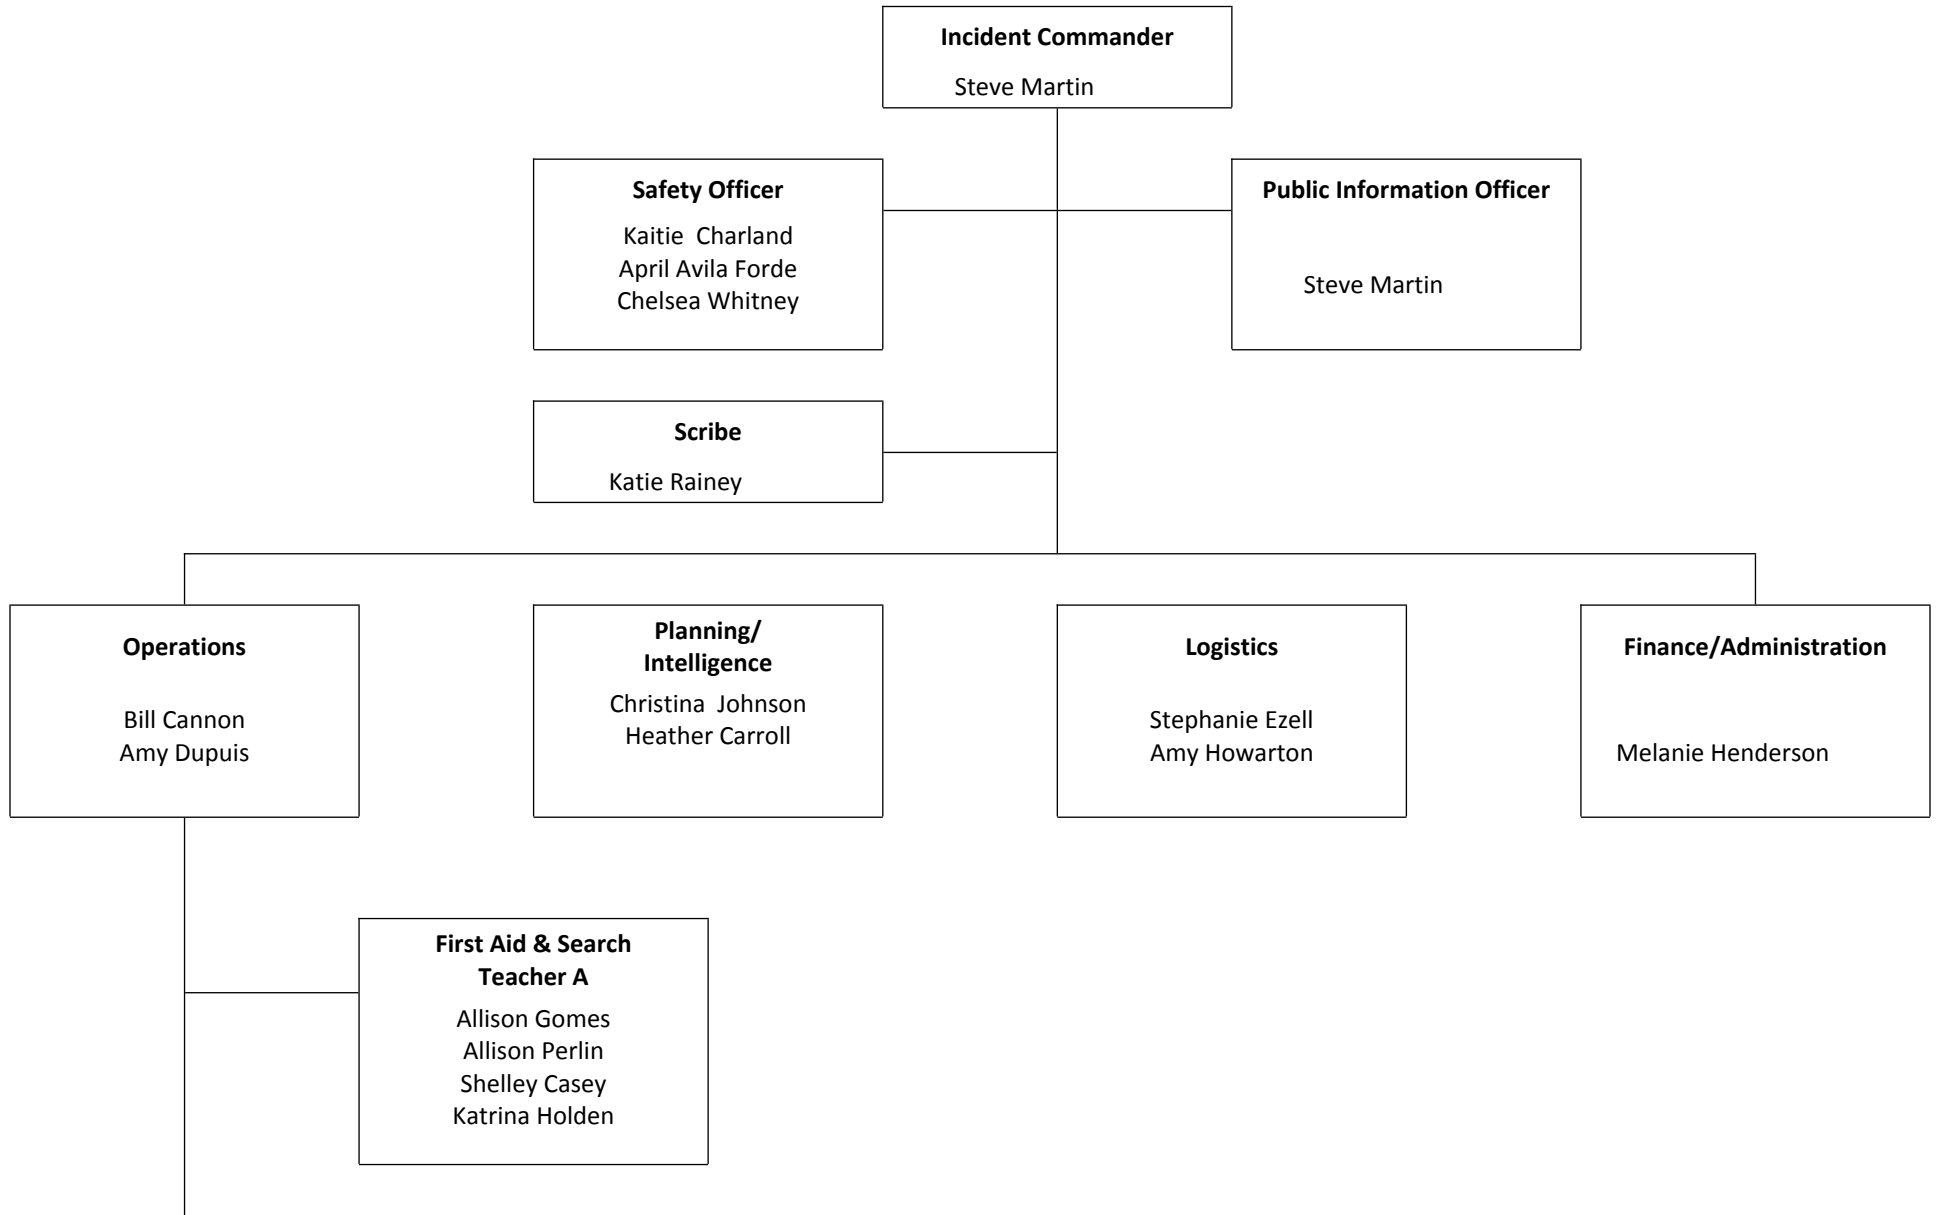 Incident Commander
Steve Martin
Safety Officer
Kaitie  Charland
April Avila Forde
Chelsea Whitney
Public Information Officer
Steve Martin
Scribe
Katie Rainey
Operations
Bill Cannon
Amy Dupuis
Planning/
Intelligence
Christina  Johnson
Heather Carroll
Logistics
Stephanie Ezell
Amy Howarton
Finance/Administration
Melanie Henderson
First Aid & Search
Teacher A
Allison Gomes
Allison Perlin
Shelley Casey
Katrina Holden